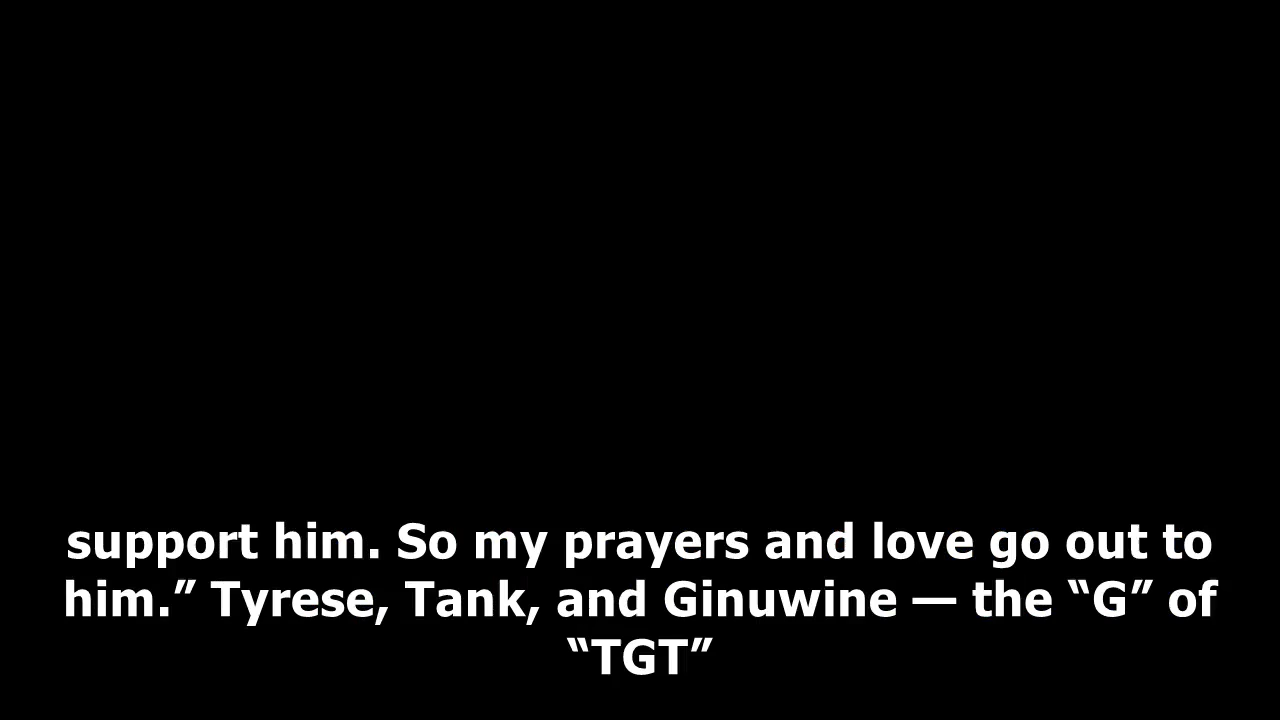 support him. So my prayers and love go out to
him.” Tyrese, Tank, and Ginuwine — the “G” of
“TGT”